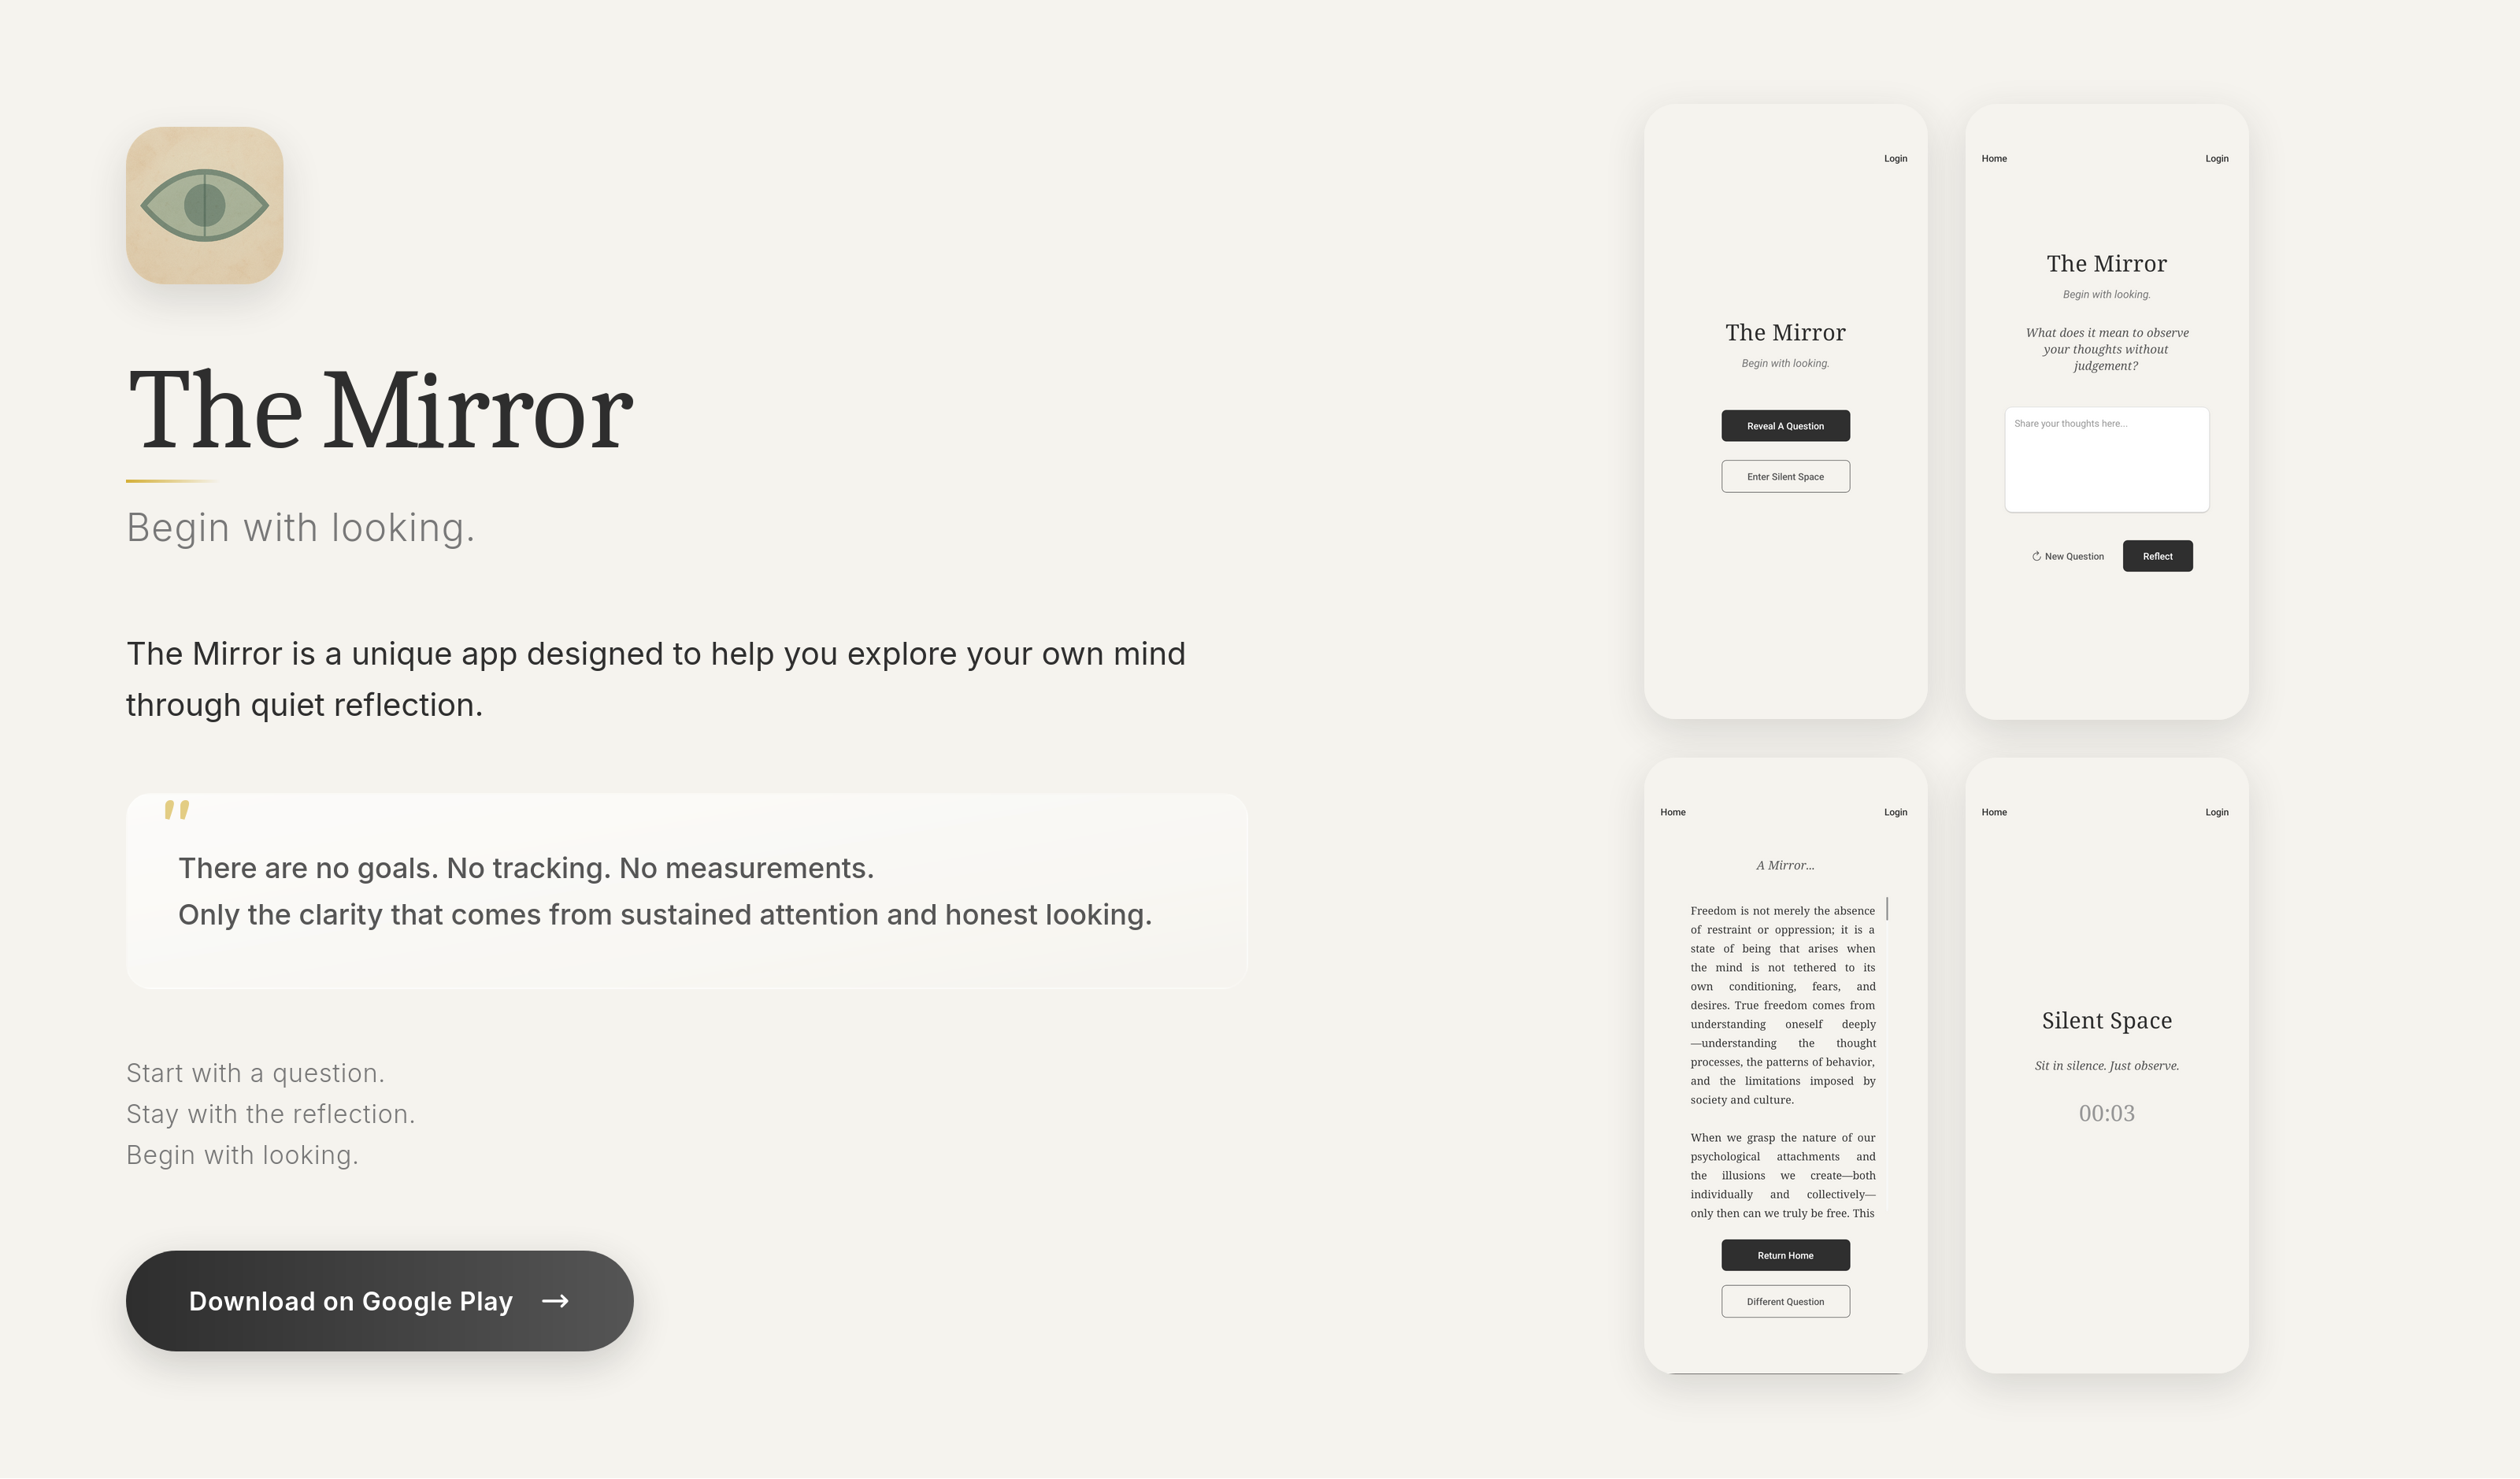 The Mirror
Begin with looking.
The Mirror is a unique app designed to help you explore your own mind
through quiet reflection.
"
There are no goals. No tracking. No measurements.
Only the clarity that comes from sustained attention and honest looking.
Start with a question.
Stay with the reflection.
Begin with looking.
Download on Google Play →
Login
The Mirror
Begin with looking.
Reveal A Question
Enter Silent Space
Home
Login
The Mirror
Begin with looking.
What does it mean to observe
your thoughts without
judgement?
Share your thoughts here...
New Question
Reflect
Home
Login
A Mirror...
Freedom is not merely the absence
of restraint or oppression; it is a
state of being that arises when
the mind is not tethered to its
own conditioning, fears, and
desires. True freedom comes from
understanding oneself deeply
—understanding the thought
processes, the patterns of behavior,
and the limitations imposed by
society and culture.
When we grasp the nature of our
psychological attachments and
the illusions we create—both
individually and collectively—
only then can we truly be free. This
Return Home
Different Question
Home
Login
Silent Space
Sit in silence. Just observe.
00:03